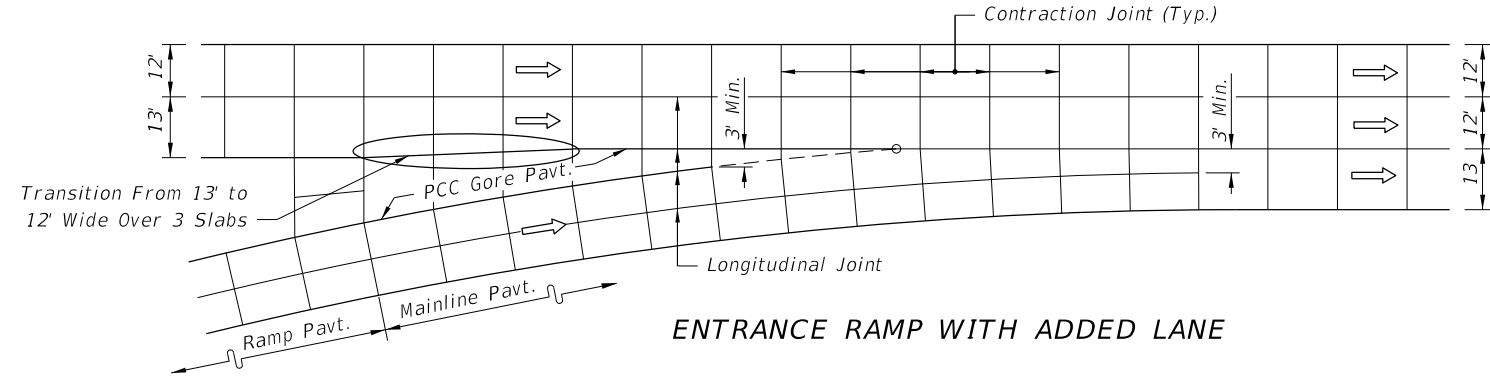 Contraction Joint (Typ.)
12'
13'
3' Min.
3' Min.
12'
12'
13
Transition From 13' to
12' Wide Over 3 Slabs
PCC Gore Pavt.
Longitudinal Joint
Mainline Pavt.
Ramp Pavt.
ENTRANCE RAMP WITH ADDED LANE